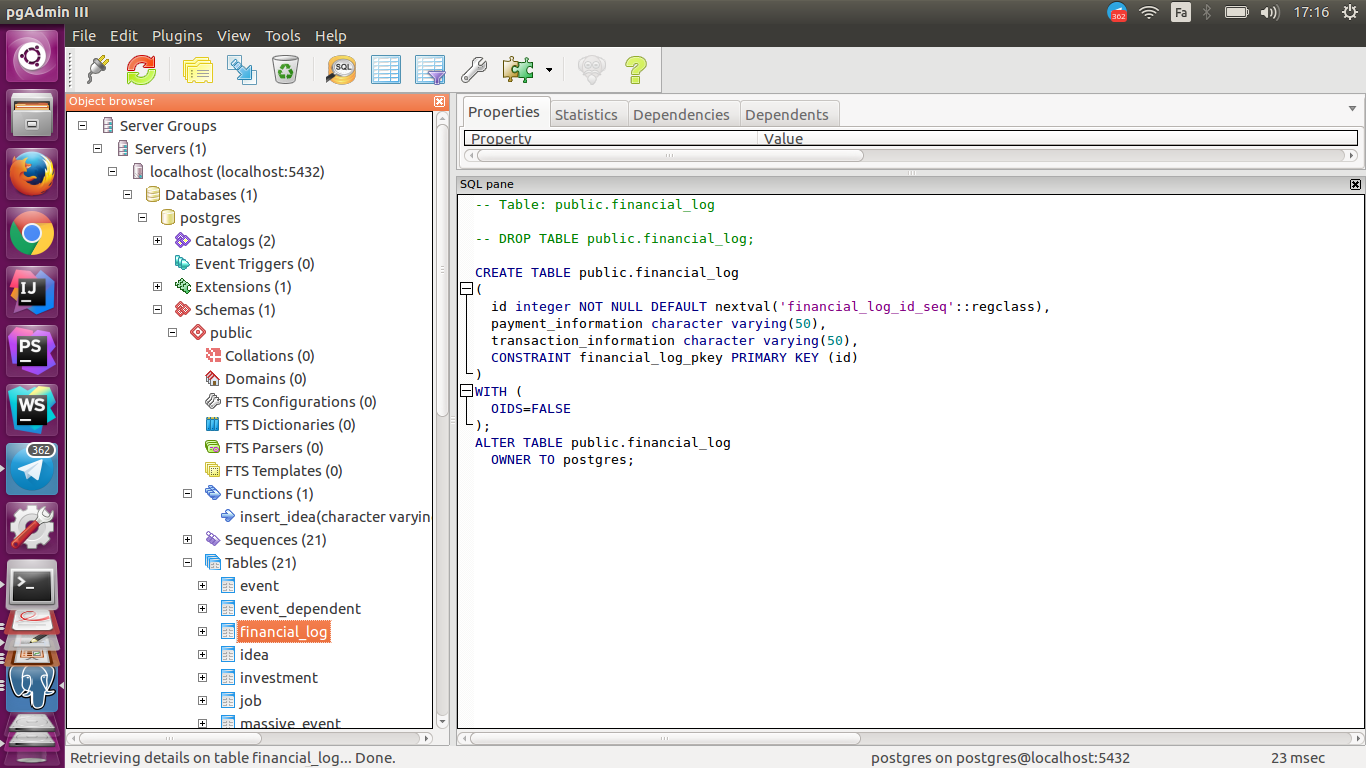 pgAdmin III
362
Fa
17:16
File Edit Plugins View Tools Help
SQL
Object browser
Server Groups
Servers (1)
localhost (localhost:5432)
Databases (1)
postgres
Catalogs (2)
Event Triggers (0)
Extensions (1)
Schemas (1)
public
Collations (0)
Domains (0)
FTS Configurations (0)
FTS Dictionaries (0)
FTS Parsers (0)
FTS Templates (0)
Functions (1)
insert_idea(character varyin
Sequences (21)
Tables (21)
event
event_dependent
financial_log
idea
investment
job
massive_event
IJ
PS
WS
362
Properties Statistics Dependencies Dependents
Property Value
SQL pane
-- Table: public.financial_log
-- DROP TABLE public.financial_log;
CREATE TABLE public.financial_log
(
id integer NOT NULL DEFAULT nextval('financial_log_id_seq'::regclass),
payment_information character varying(50),
transaction_information character varying(50),
CONSTRAINT financial_log_pkey PRIMARY KEY (id)
)
WITH (
OIDS=FALSE
);
ALTER TABLE public.financial_log
OWNER TO postgres;
Retrieving details on table financial_log... Done.
postgres on postgres@localhost:5432
23 msec